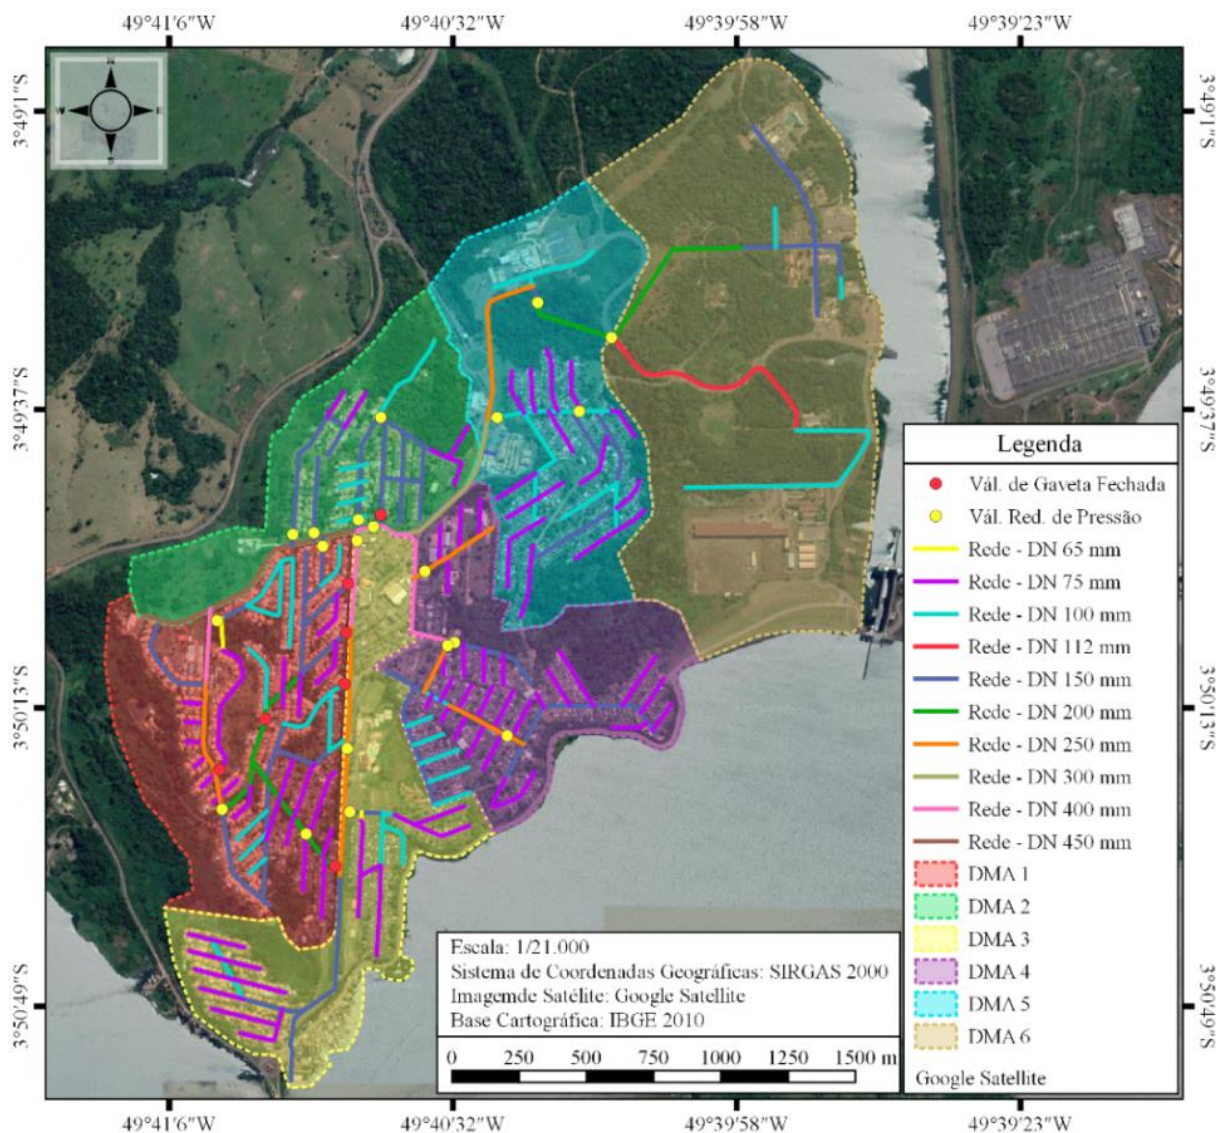 49°41'6"W 49°40'32"W 49°39'58"W 49°39'23"W
N
W E
S
3°49'1"S 3°49'1"S
3°49'37"S 3°49'37"S
3°50'13"S 3°50'13"S
3°50'49"S 3°50'49"S
Legenda
Vál. de Gaveta Fechada
Vál. Red. de Pressão
Rede - DN 65 mm
Rede - DN 75 mm
Rede - DN 100 mm
Rede - DN 112 mm
Rede - DN 150 mm
Rede - DN 200 mm
Rede - DN 250 mm
Rede - DN 300 mm
Rede - DN 400 mm
Rede - DN 450 mm
DMA 1
DMA 2
DMA 3
DMA 4
DMA 5
DMA 6
Google Satellite
Escala: 1/21.000
Sistema de Coordenadas Geográficas: SIRGAS 2000
Imagemde Satélite: Google Satellite
Base Cartográfica: IBGE 2010
0 250 500 750 1000 1250 1500 m
49°41'6"W 49°40'32"W 49°39'58"W 49°39'23"W